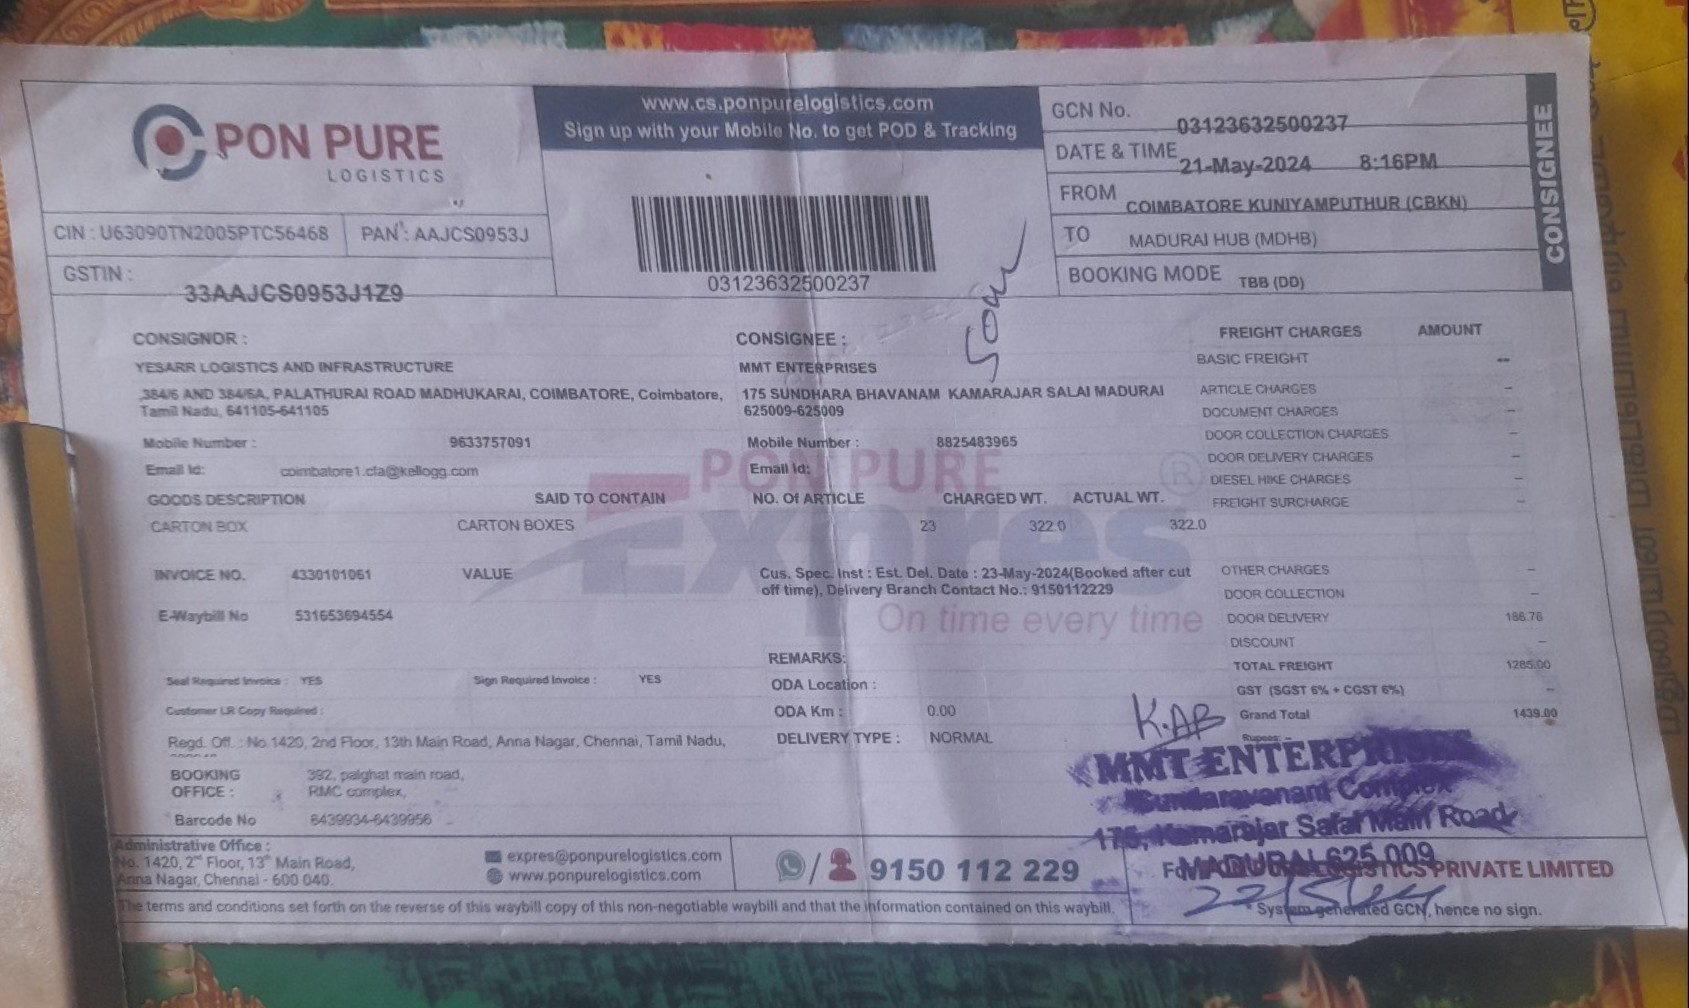 PON PURE
LOGISTICS
CIN : U63090TN2005PTC56468 PAN : AAJCS0953J
GSTIN :
33AAJCS0953J1Z9
www.cs.ponpurelogistics.com
Sign up with your Mobile No. to get POD & Tracking
03123632500237
GCN No. 03123632500237
DATE & TIME 21-May-2024 8:16PM
FROM COIMBATORE KUNIYAMPUTHUR (CBKN)
TO MADURAI HUB (MDHB)
BOOKING MODE TBB (DD)
CONSIGNEE
CONSIGNOR :
YESARR LOGISTICS AND INFRASTRUCTURE
,384/6 AND 384/5A, PALATHURAI ROAD MADHUKARAI, COIMBATORE, Coimbatore,
Tamil Nadu, 641105-641105
Mobile Number : 9633757091
Email Id: coimbatore1.cfa@kellogg.com
CONSIGNEE :
MMT ENTERPRISES
175 SUNDHARA BHAVANAM KAMARAJAR SALAI MADURAI
625009-625009
Mobile Number : 8825483965
Email Id:
FREIGHT CHARGES AMOUNT
BASIC FREIGHT --
ARTICLE CHARGES –
DOCUMENT CHARGES –
DOOR COLLECTION CHARGES –
DOOR DELIVERY CHARGES –
DIESEL HIKE CHARGES –
FREIGHT SURCHARGE –
PON PURE ®
Expres
On time every time
GOODS DESCRIPTION SAID TO CONTAIN NO. Of ARTICLE CHARGED WT. ACTUAL WT.
CARTON BOX CARTON BOXES 23 322.0 322.0
INVOICE NO. 4330101061 VALUE
E-Waybill No 531653694554
Cus. Spec. Inst : Est. Del. Date : 23-May-2024(Booked after cut
off time), Delivery Branch Contact No.: 9150112229
OTHER CHARGES –
DOOR COLLECTION –
DOOR DELIVERY 186.76
DISCOUNT –
TOTAL FREIGHT 1285.00
GST (SGST 6% + CGST 6%) –
Grand Total 1439.00
Rupees: –
REMARKS:
ODA Location :
ODA Km : 0.00
DELIVERY TYPE : NORMAL
Seal Required Invoice : YES Sign Required Invoice : YES
Customer LR Copy Required :
Regd. Off. : No.1420, 2nd Floor, 13th Main Road, Anna Nagar, Chennai, Tamil Nadu,
BOOKING OFFICE : 392, palghat main road,
RMC complex,
Barcode No 6439934-6439956
K.AB
MMT ENTERPRISES
Sundaravanam Complex
175, Kamarajar Salai Main Road
MADURAI-625 009
Administrative Office :
No. 1420, 2nd Floor, 13th Main Road,
Anna Nagar, Chennai - 600 040.
expres@ponpurelogistics.com
www.ponpurelogistics.com
/ 9150 112 229
PRIVATE LIMITED
* System generated GCN, hence no sign.
The terms and conditions set forth on the reverse of this waybill copy of this non-negotiable waybill and that the information contained on this waybill.